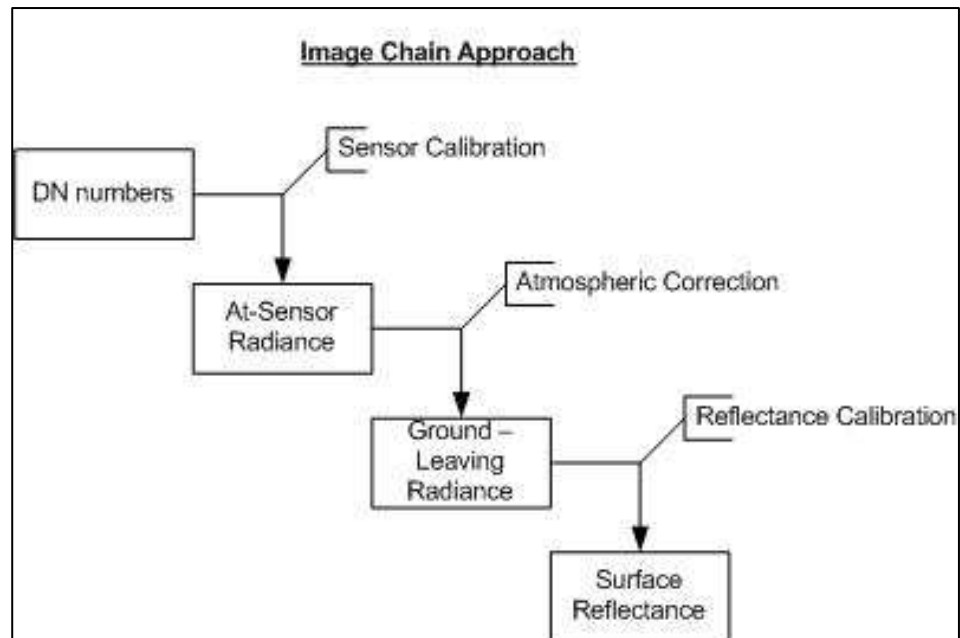 Image Chain Approach
Sensor Calibration
DN numbers
Atmospheric Correction
At-Sensor
Radiance
Reflectance Calibration
Ground –
Leaving
Radiance
Surface
Reflectance